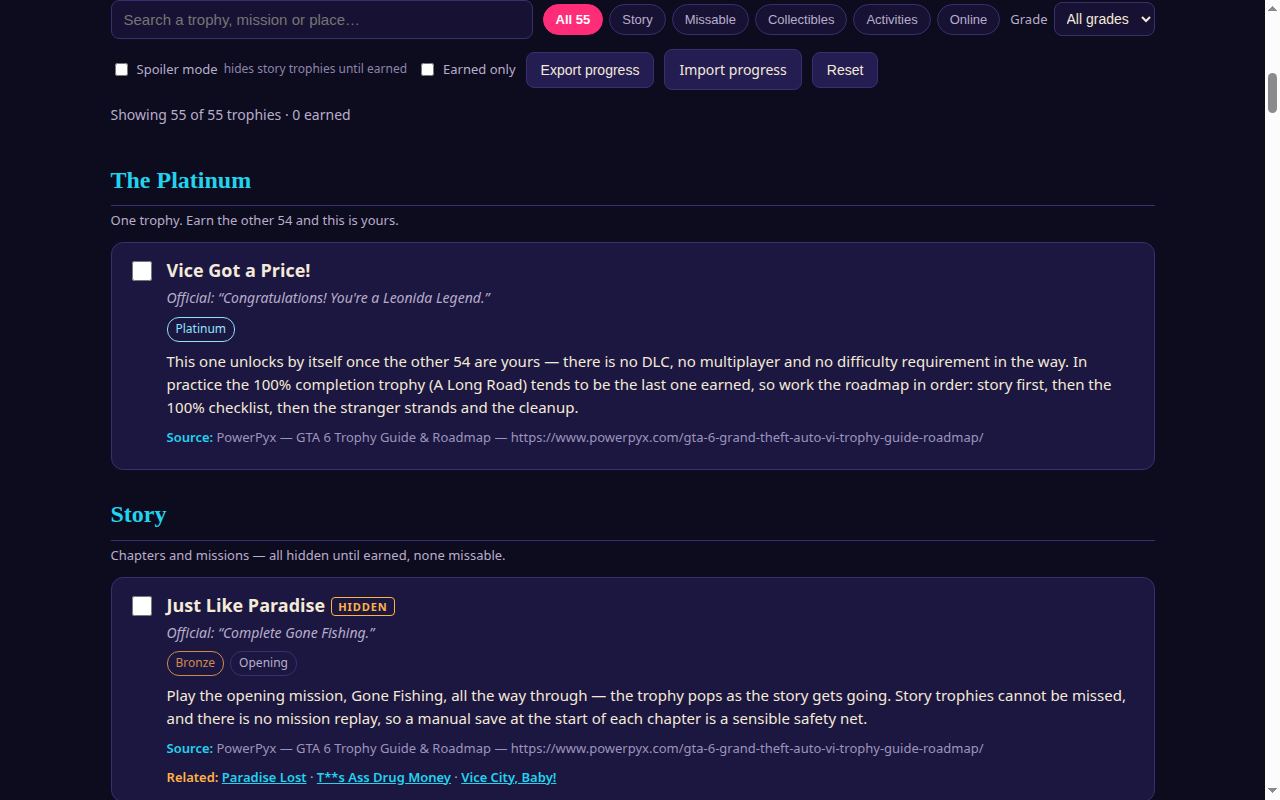 Search a trophy, mission or place…
All 55
Story
Missable
Collectibles
Activities
Online
Grade
All grades
Spoiler mode hides story trophies until earned
Earned only
Export progress
Import progress
Reset
Showing 55 of 55 trophies · 0 earned
The Platinum
One trophy. Earn the other 54 and this is yours.
Vice Got a Price!
Official: “Congratulations! You're a Leonida Legend.”
Platinum
This one unlocks by itself once the other 54 are yours — there is no DLC, no multiplayer and no difficulty requirement in the way. In
practice the 100% completion trophy (A Long Road) tends to be the last one earned, so work the roadmap in order: story first, then the
100% checklist, then the stranger strands and the cleanup.
Source: PowerPyx — GTA 6 Trophy Guide & Roadmap — https://www.powerpyx.com/gta-6-grand-theft-auto-vi-trophy-guide-roadmap/
Story
Chapters and missions — all hidden until earned, none missable.
Just Like Paradise HIDDEN
Official: “Complete Gone Fishing.”
Bronze
Opening
Play the opening mission, Gone Fishing, all the way through — the trophy pops as the story gets going. Story trophies cannot be missed,
and there is no mission replay, so a manual save at the start of each chapter is a sensible safety net.
Source: PowerPyx — GTA 6 Trophy Guide & Roadmap — https://www.powerpyx.com/gta-6-grand-theft-auto-vi-trophy-guide-roadmap/
Related: Paradise Lost · T**s Ass Drug Money · Vice City, Baby!